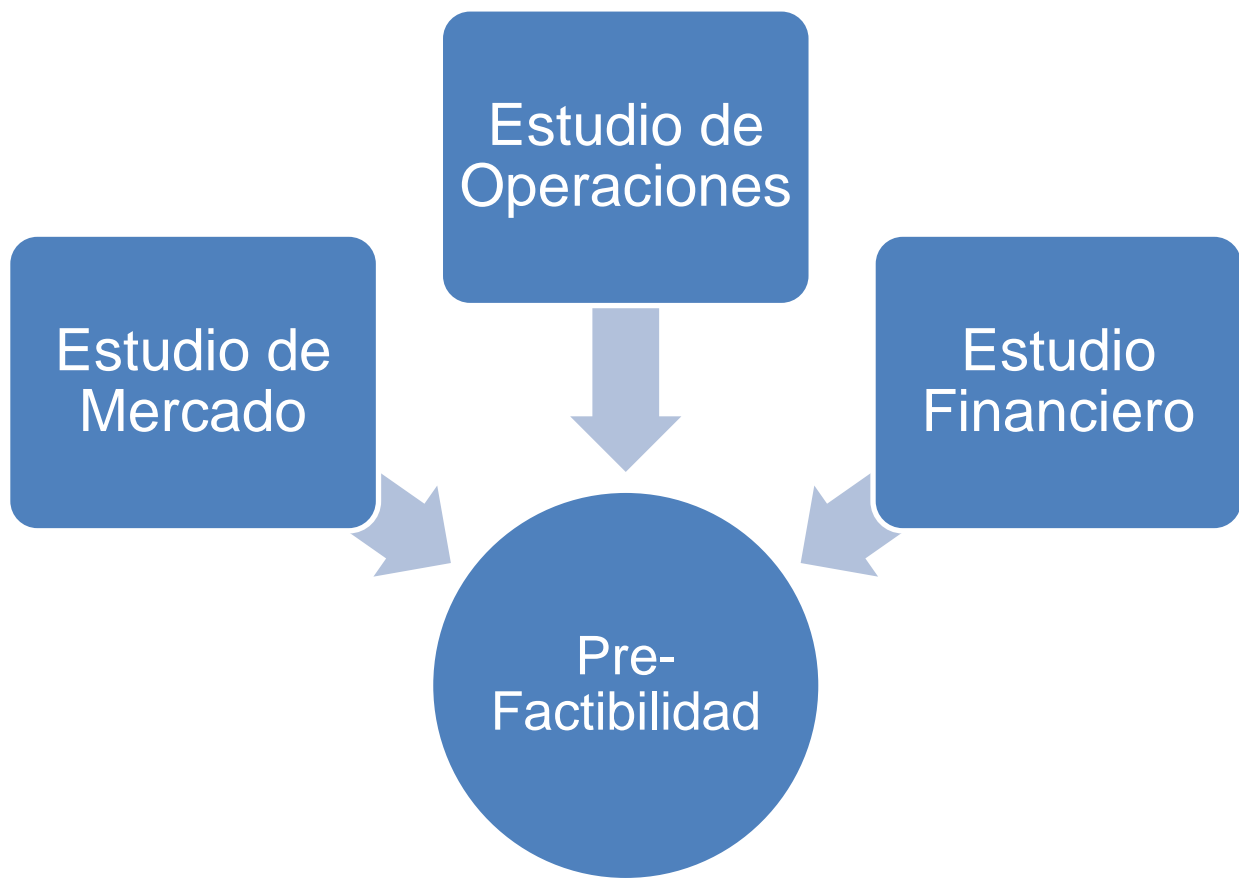 Estudio de
Operaciones
Estudio de
Mercado
Estudio
Financiero
Pre-
Factibilidad